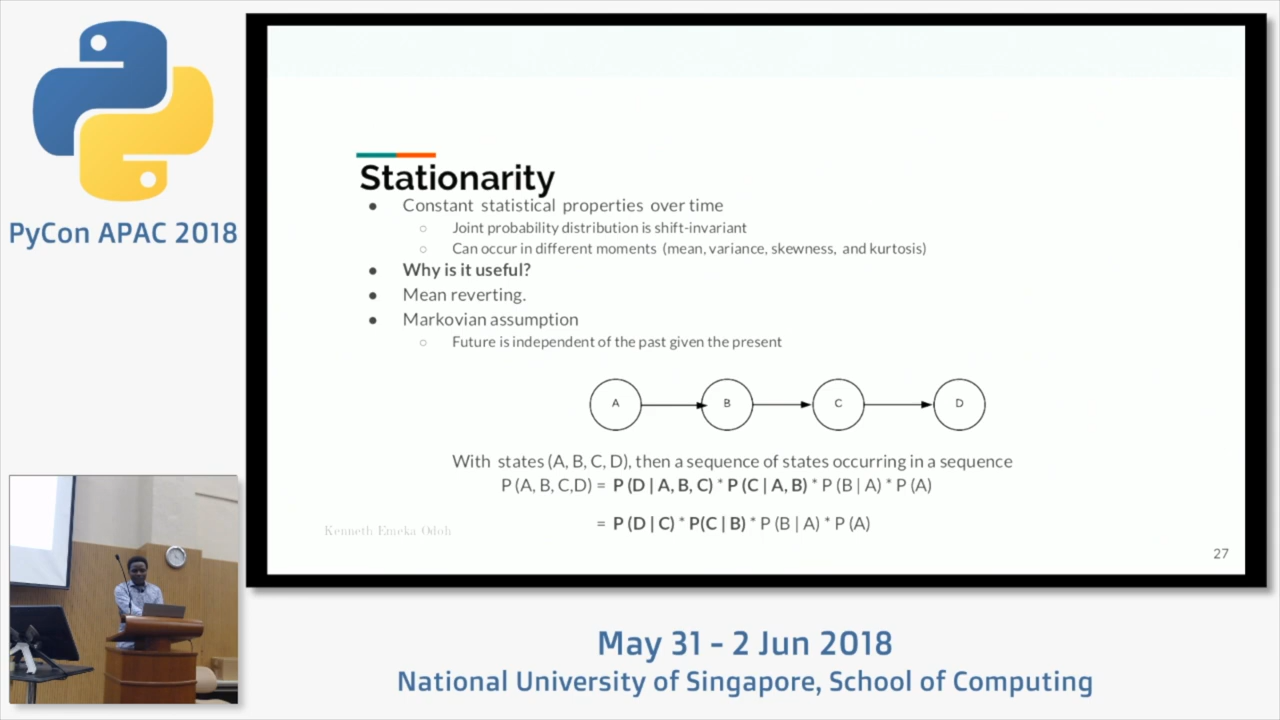 PyCon APAC 2018
Stationarity
● Constant statistical properties over time
○ Joint probability distribution is shift-invariant
○ Can occur in different moments (mean, variance, skewness, and kurtosis)
● Why is it useful?
● Mean reverting.
● Markovian assumption
○ Future is independent of the past given the present
A B C D
With states (A, B, C, D), then a sequence of states occurring in a sequence
P (A, B, C,D) = P (D | A, B, C) * P (C | A, B) * P (B | A) * P (A)
= P (D | C) * P(C | B) * P (B | A) * P (A)
Kenneth Emeka Odoh
27
May 31 - 2 Jun 2018
National University of Singapore, School of Computing